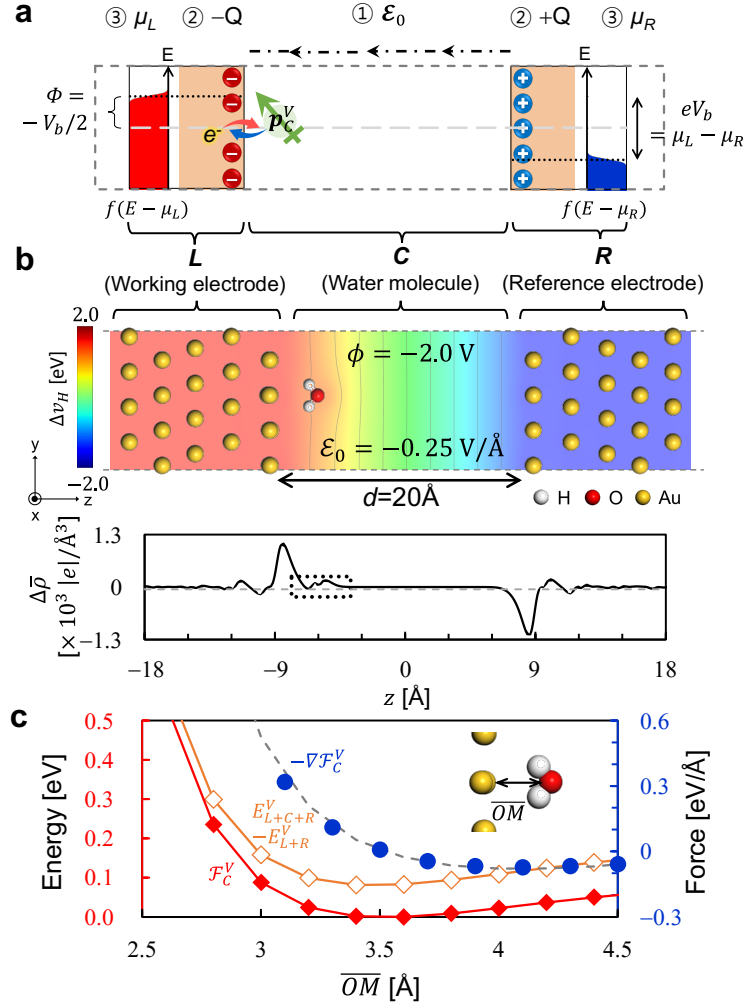 a
③ μ_L ② −Q ① ℰ₀ ② +Q ③ μ_R
E E
Φ = − V_b/2
e⁻
p_C^V
eV_b = μ_L − μ_R
f(E − μ_L) f(E − μ_R)
L C R
b
(Working electrode) (Water molecule) (Reference electrode)
2.0
Δv_H [eV]
−2.0
ϕ = −2.0 V
ℰ₀ = −0.25 V/Å
d=20Å
y
x z
H O Au
Δρ̄
[× 10³ |e|/Å³]
1.3
0
−1.3
−18 −9 0 9 18
z [Å]
c
Energy [eV]
0.5
0.4
0.3
0.2
0.1
0.0
−∇ℱ_C^V
E_{L+C+R}^V
−E_{L+R}^V
ℱ_C^V
OM
0.6
0.3
0
−0.3
Force [eV/Å]
2.5 3 3.5 4 4.5
OM [Å]